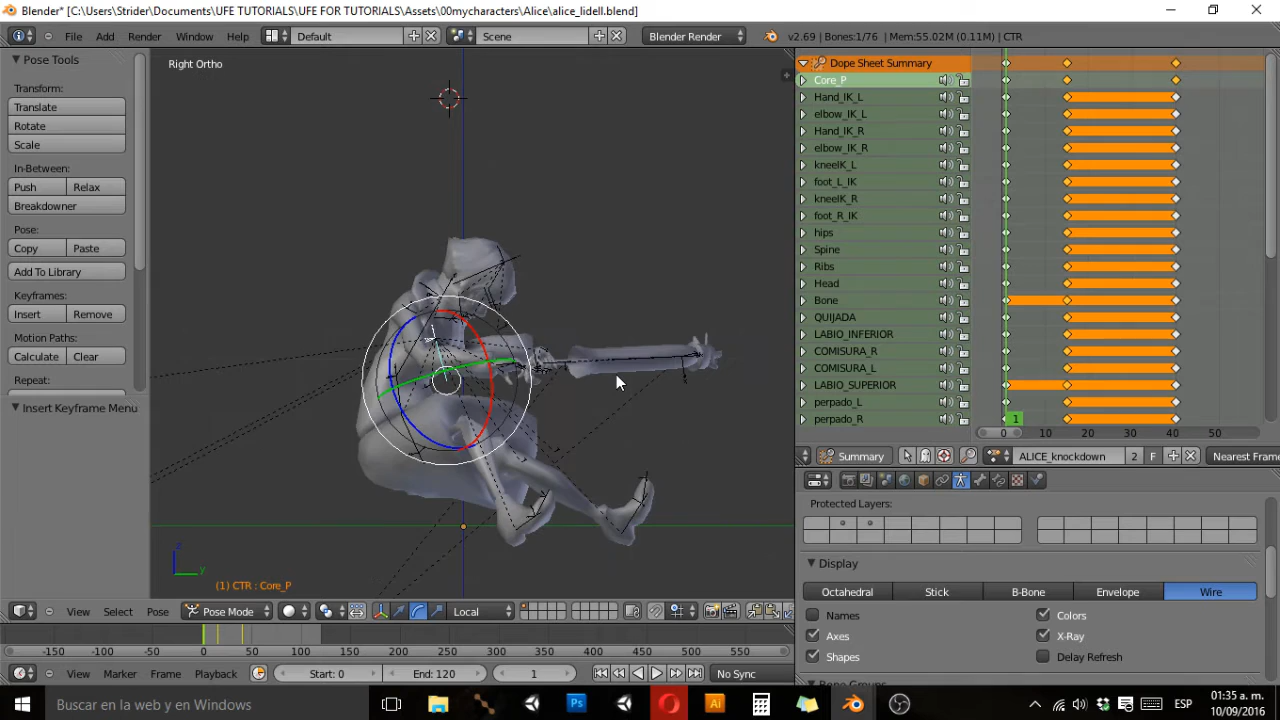 Blender* [C:\Users\Strider\Documents\UFE TUTORIALS\UFE FOR TUTORIALS\Assets\00mycharacters\Alice\alice_lidell.blend]
File Add Render Window Help Default Scene Blender Render v2.69 | Bones:1/76 | Mem:55.02M (0.11M) | CTR
Pose Tools
Transform:
Translate
Rotate
Scale
In-Between:
Push Relax
Breakdowner
Pose:
Copy Paste
Add To Library
Keyframes:
Insert Remove
Motion Paths:
Calculate Clear
Repeat:
Insert Keyframe Menu
Right Ortho
z
y
(1) CTR : Core_P
View Select Pose Pose Mode Local
-150 -100 -50 0 50 100 150 200 250 300 350 400 450 500 550
View Marker Frame Playback Start: 0 End: 120 1 No Sync
Dope Sheet Summary
Core_P
Hand_IK_L
elbow_IK_L
Hand_IK_R
elbow_IK_R
kneeIK_L
foot_L_IK
kneeIK_R
foot_R_IK
hips
Spine
Ribs
Head
Bone
QUIJADA
LABIO_INFERIOR
COMISURA_R
COMISURA_L
LABIO_SUPERIOR
perpado_L
perpado_R
1
0 10 20 30 40 50
Summary ALICE_knockdown 2 F Nearest Frame
Protected Layers:
Display
Octahedral Stick B-Bone Envelope Wire
Names Colors
Axes X-Ray
Shapes Delay Refresh
Buscar en la web y en Windows
Ps
Ai
ESP
01:35 a. m.
10/09/2016